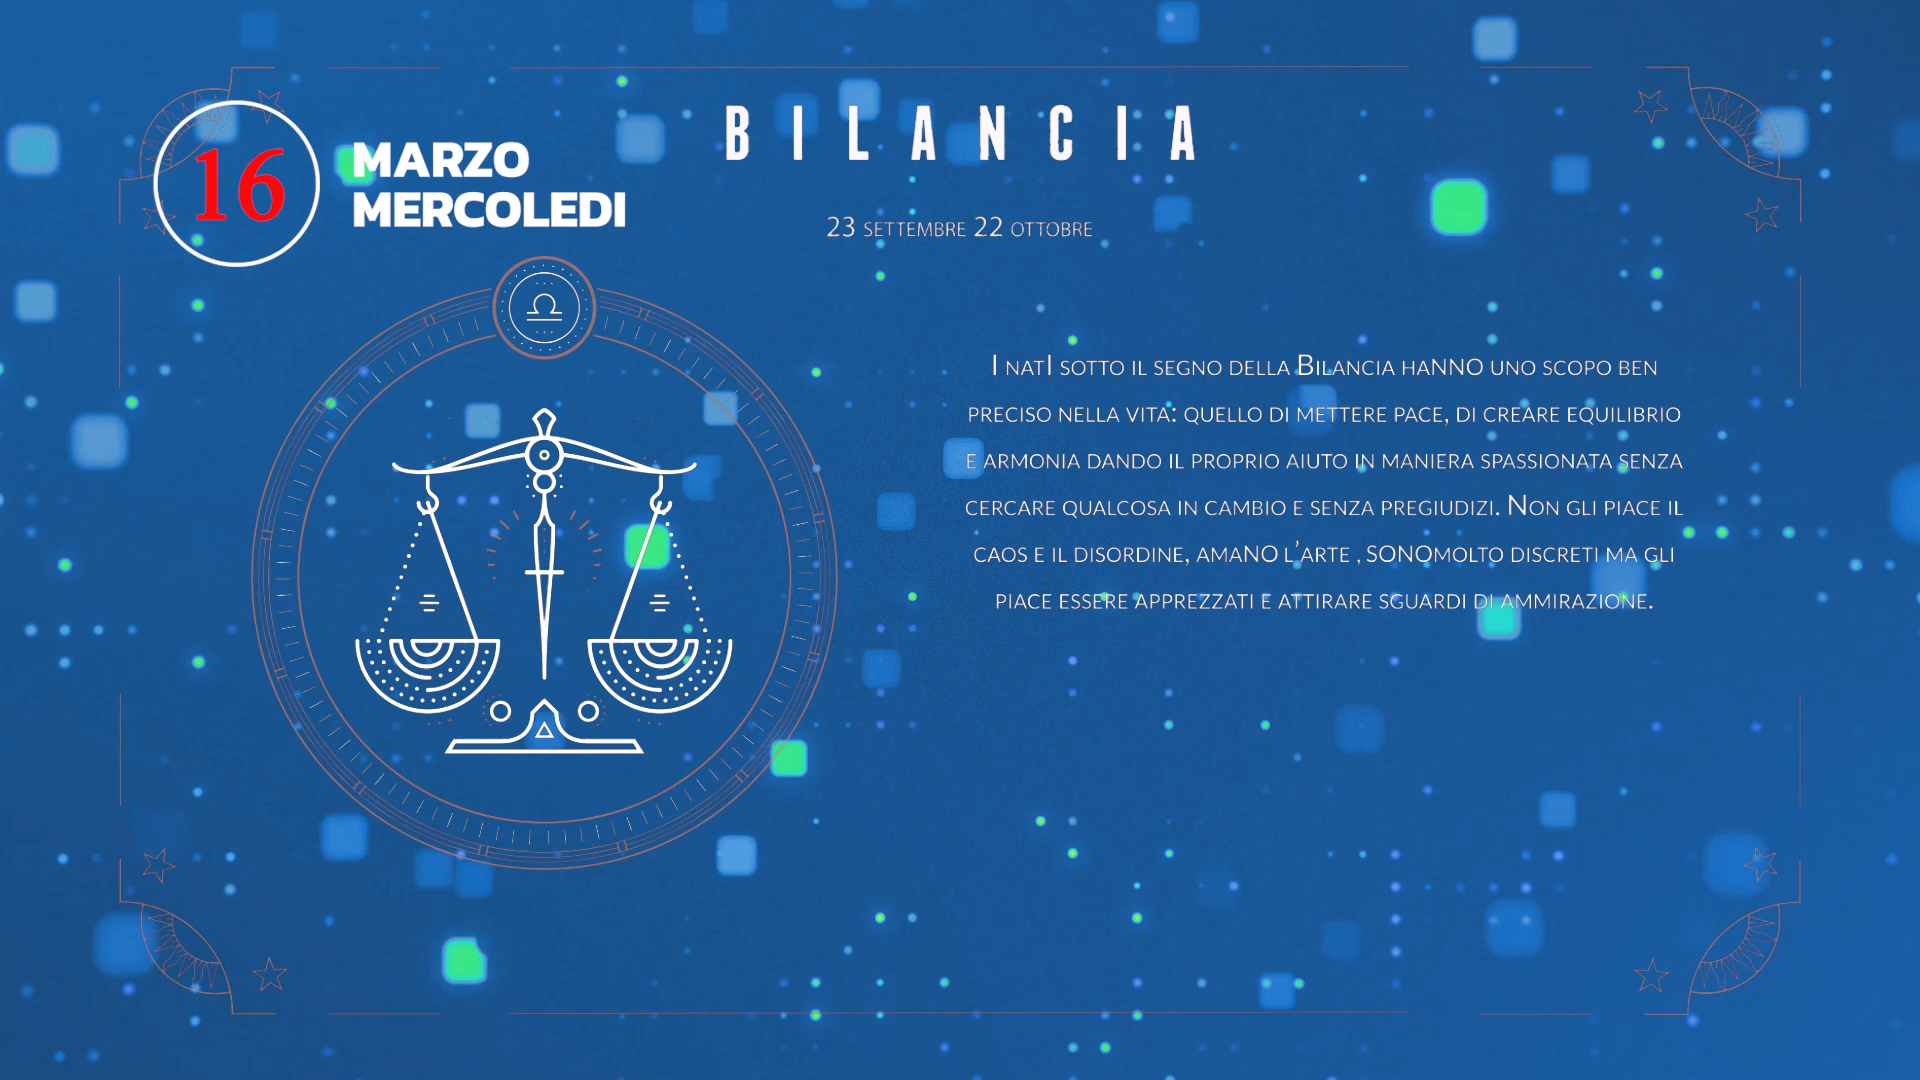 16
MARZO
MERCOLEDI
BILANCIA
23 SETTEMBRE 22 OTTOBRE
I NATI SOTTO IL SEGNO DELLA BILANCIA HANNO UNO SCOPO BEN
PRECISO NELLA VITA: QUELLO DI METTERE PACE, DI CREARE EQUILIBRIO
E ARMONIA DANDO IL PROPRIO AIUTO IN MANIERA SPASSIONATA SENZA
CERCARE QUALCOSA IN CAMBIO E SENZA PREGIUDIZI. NON GLI PIACE IL
CAOS E IL DISORDINE, AMANO L'ARTE , SONOMOLTO DISCRETI MA GLI
PIACE ESSERE APPREZZATI E ATTIRARE SGUARDI DI AMMIRAZIONE.